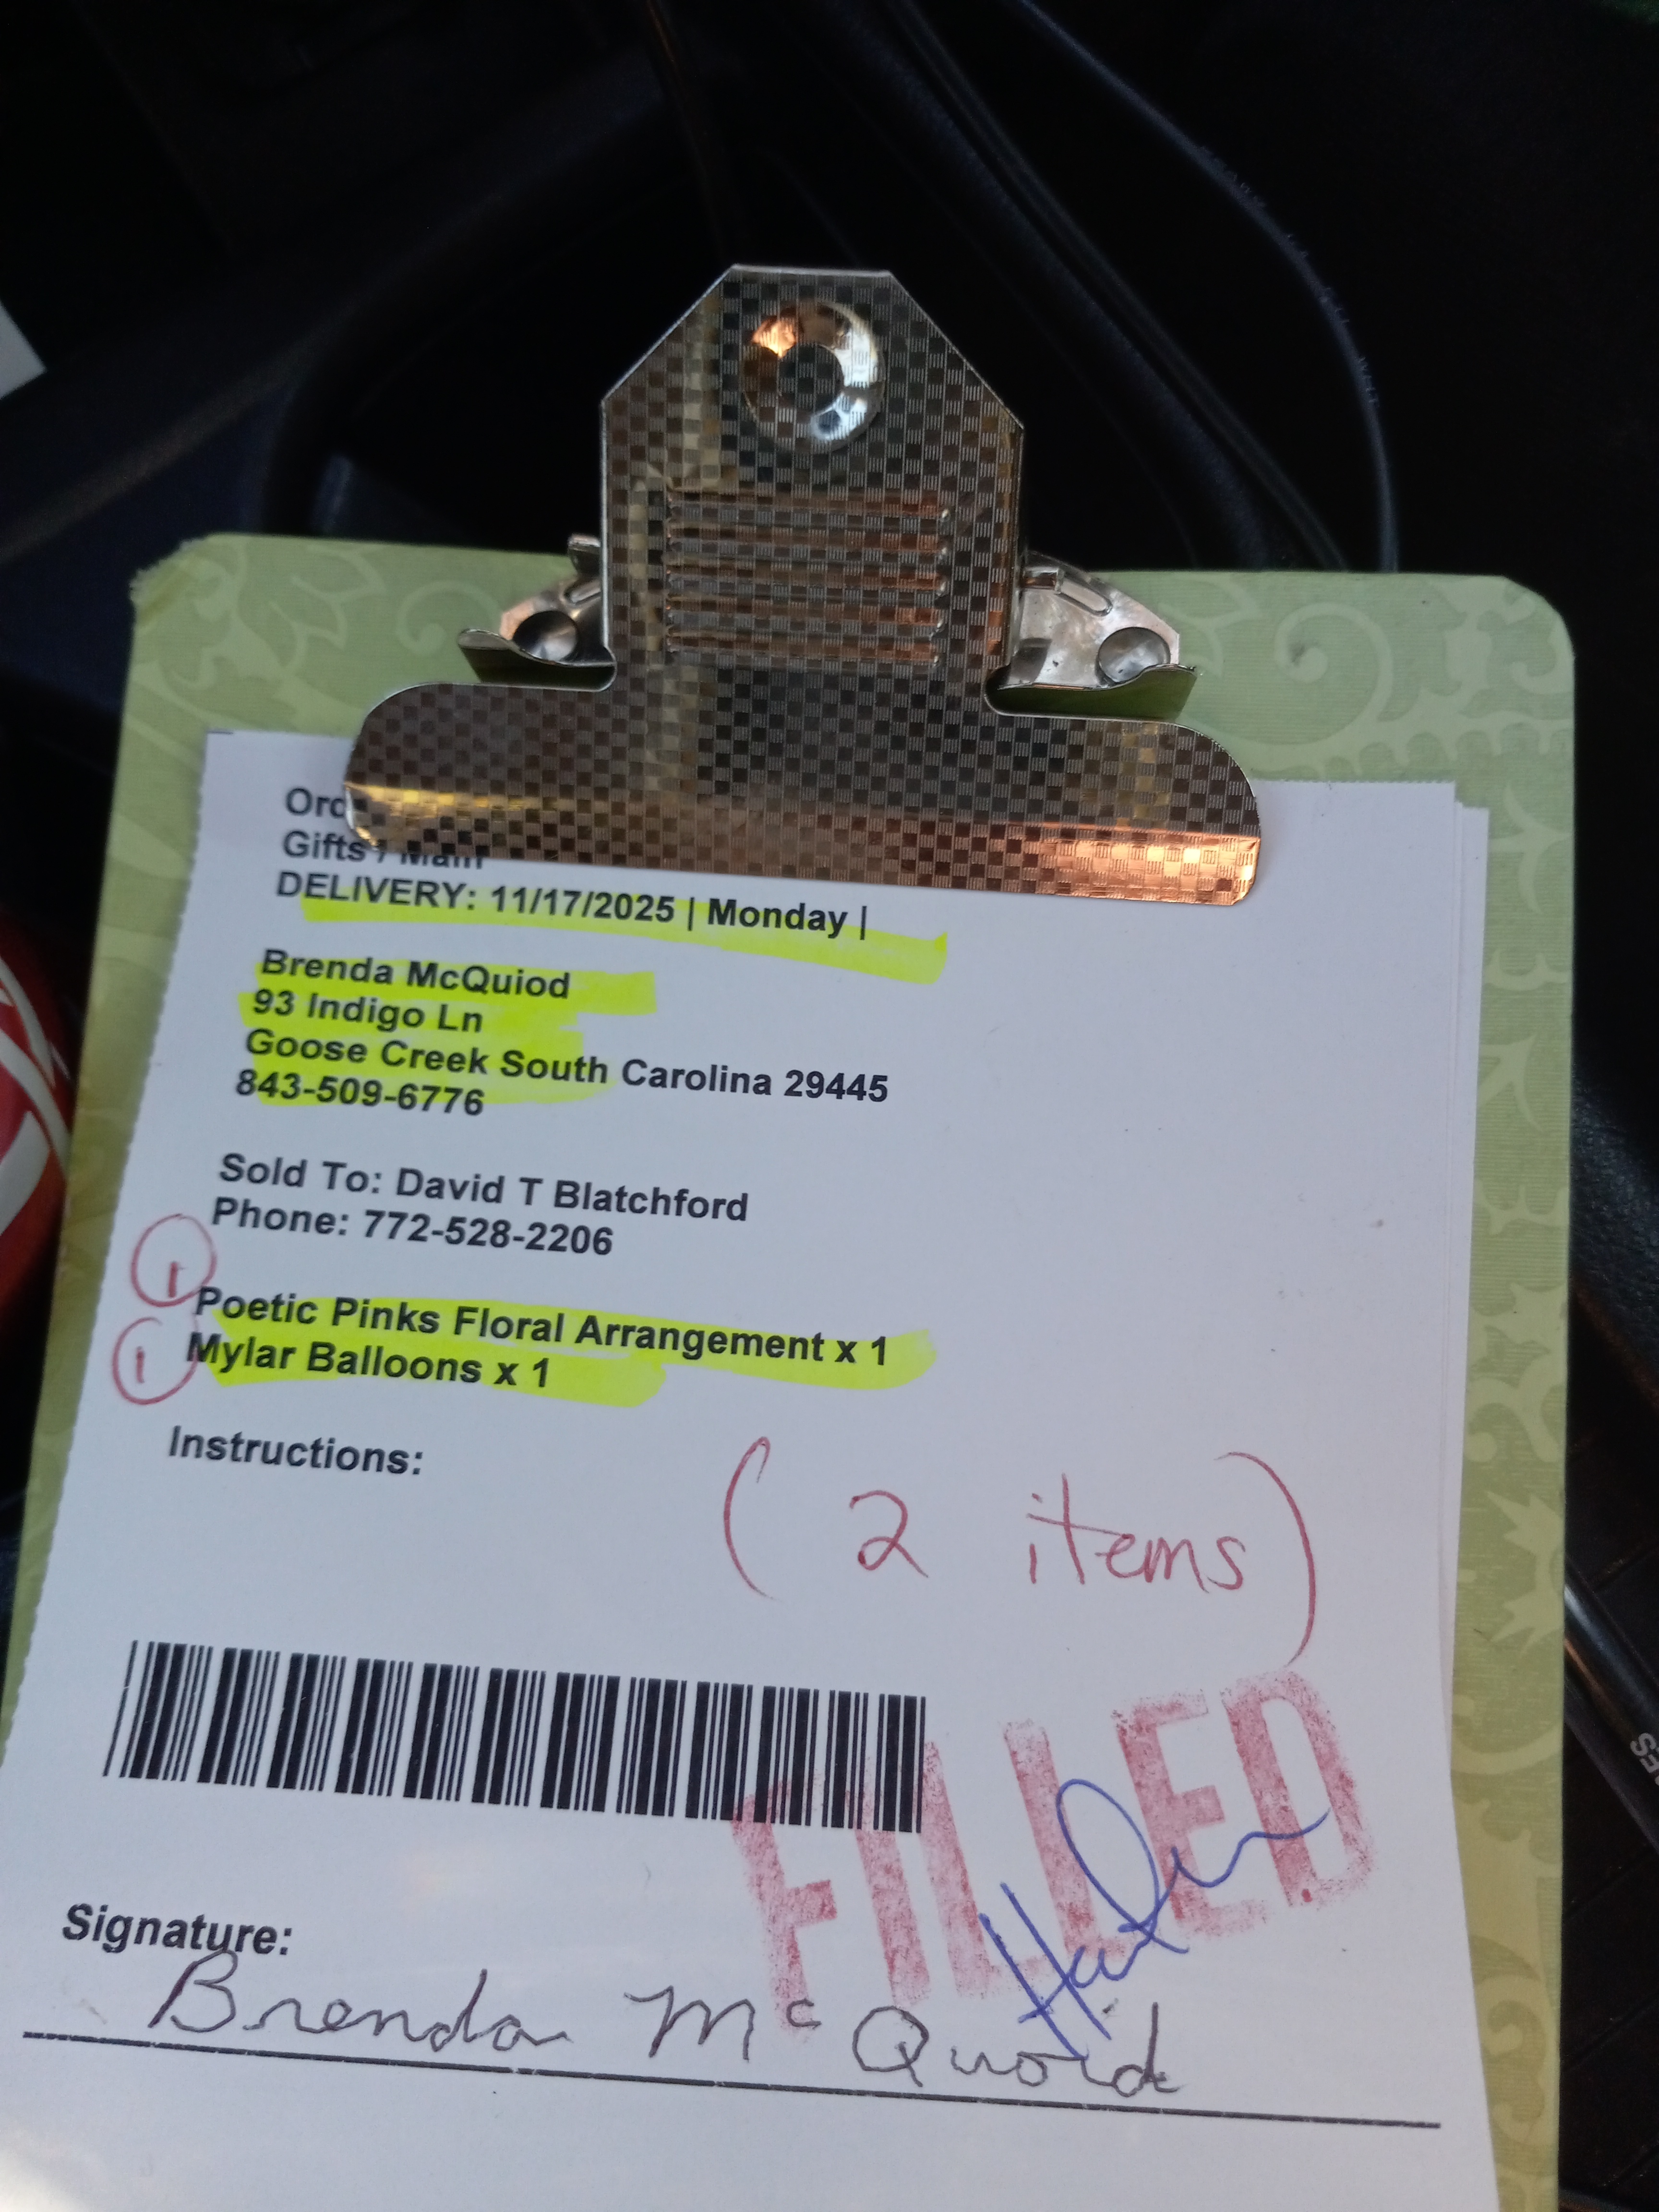 Gifts / Main
DELIVERY: 11/17/2025 | Monday |
Brenda McQuiod
93 Indigo Ln
Goose Creek South Carolina 29445
843-509-6776
Sold To: David T Blatchford
Phone: 772-528-2206
1
Poetic Pinks Floral Arrangement x 1
1
Mylar Balloons x 1
Instructions:
( 2 items )
FILLED
Signature:
Brenda McQuoid